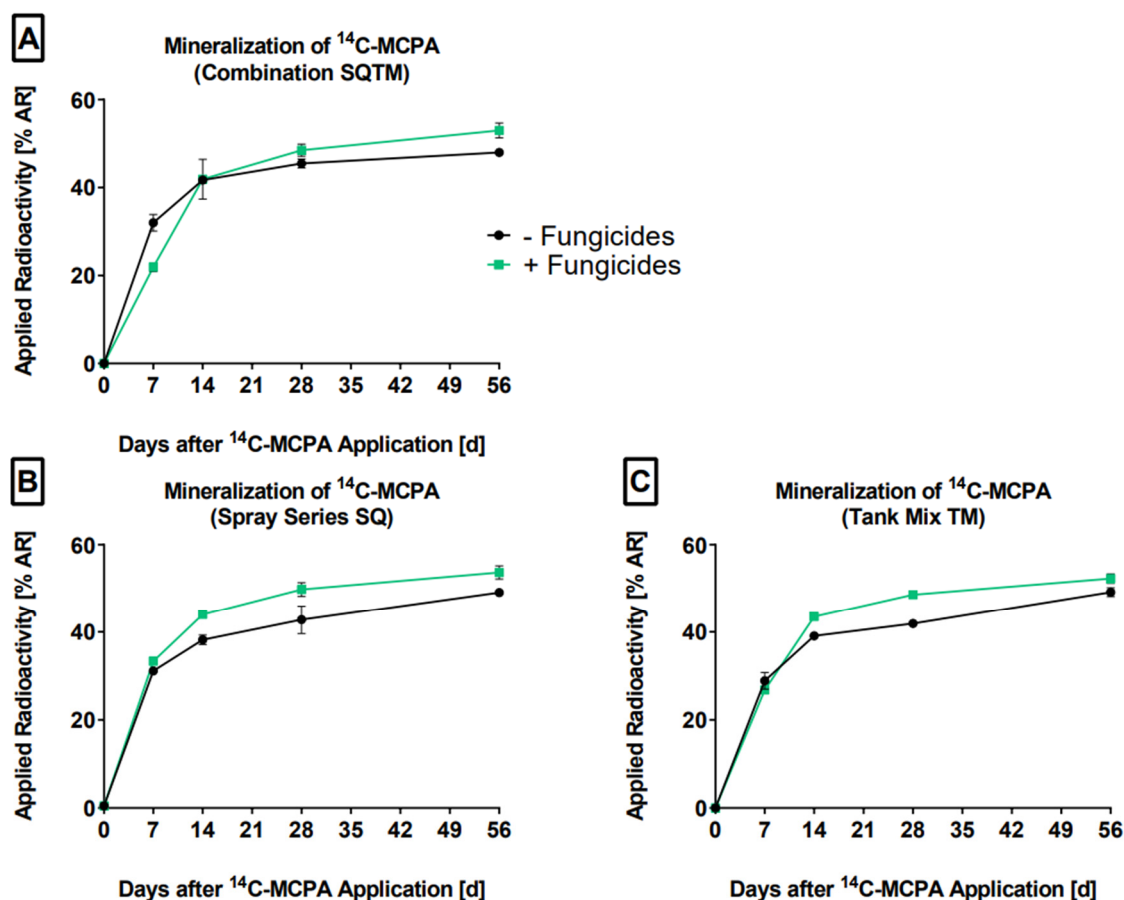 A
Mineralization of ¹⁴C-MCPA
(Combination SQTM)
Applied Radioactivity [% AR]
60
40
20
0
0 7 14 21 28 35 42 49 56
Days after ¹⁴C-MCPA Application [d]
- Fungicides
+ Fungicides
B
Mineralization of ¹⁴C-MCPA
(Spray Series SQ)
Applied Radioactivity [% AR]
60
40
20
0
0 7 14 21 28 35 42 49 56
Days after ¹⁴C-MCPA Application [d]
C
Mineralization of ¹⁴C-MCPA
(Tank Mix TM)
Applied Radioactivity [% AR]
60
40
20
0
0 7 14 21 28 35 42 49 56
Days after ¹⁴C-MCPA Application [d]